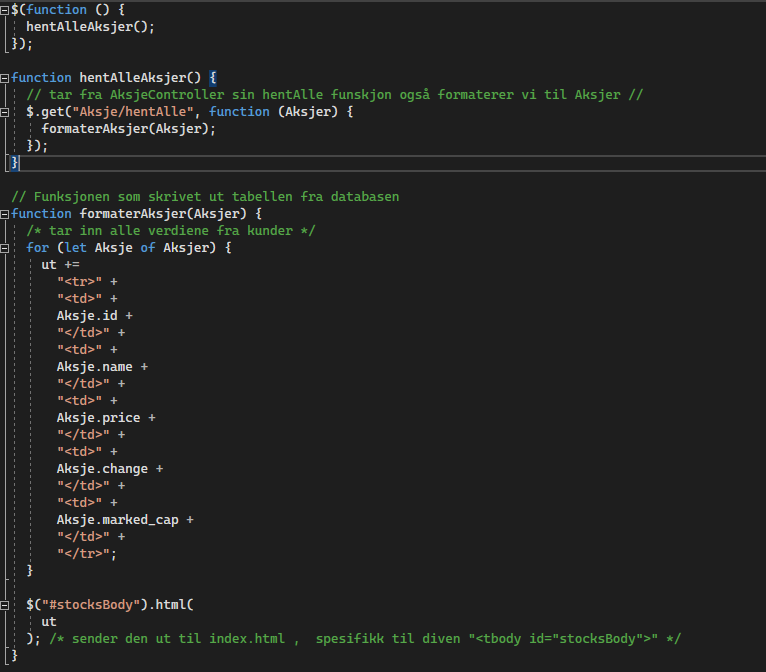 $(function () {
hentAlleAksjer();
});
function hentAlleAksjer() {
// tar fra AksjeController sin hentAlle funskjon også formaterer vi til Aksjer //
$.get("Aksje/hentAlle", function (Aksjer) {
formaterAksjer(Aksjer);
});
}
// Funksjonen som skrivet ut tabellen fra databasen
function formaterAksjer(Aksjer) {
/* tar inn alle verdiene fra kunder */
for (let Aksje of Aksjer) {
ut +=
"<tr>" +
"<td>" +
Aksje.id +
"</td>" +
"<td>" +
Aksje.name +
"</td>" +
"<td>" +
Aksje.price +
"</td>" +
"<td>" +
Aksje.change +
"</td>" +
"<td>" +
Aksje.marked_cap +
"</td>" +
"</tr>";
}
$("#stocksBody").html(
ut
); /* sender den ut til index.html ,  spesifikk til diven "<tbody id="stocksBody">" */
}